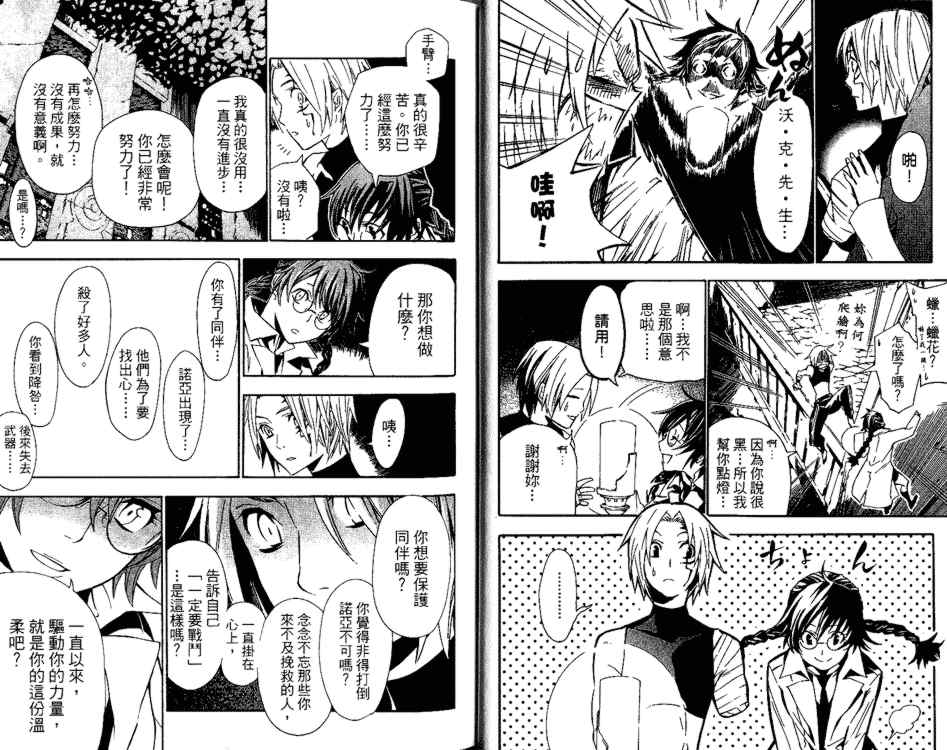 啪！
ぬん
沃・克・先・生…
哇啊！
蠟…蠟花？
怎麼了嗎？
妳為何
爬繪啊？
啊…
因為你說很
黑…所以我
幫你點燈…
啊…我不
是那個意
思啦…
請用！
謝謝妳…
ちょん
手臂…
真的很辛
苦。你已
經這麼努
力了……
咦？
沒有啦…
我真的很沒用…
一直沒有進步…
怎麼會呢！
你已經非常
努力了！
再怎麼努力…
沒有成果，就
沒有意義啊。
是嗎…？
那你想做
什麼？
咦…
你有了同伴…
諾亞出現了…
他們為了要
找出心……
殺了好多人。
你看到降咎…
後來失去
武器……
你想要保護
同伴嗎？
你覺得非得打倒
諾亞不可嗎？
念念不忘那些你
來不及挽救的人，
一直掛在
心上，
告訴自己
「一定要戰鬥」
…是這樣嗎？
一直以來，
驅動你的力量，
就是你的這份溫
柔吧？